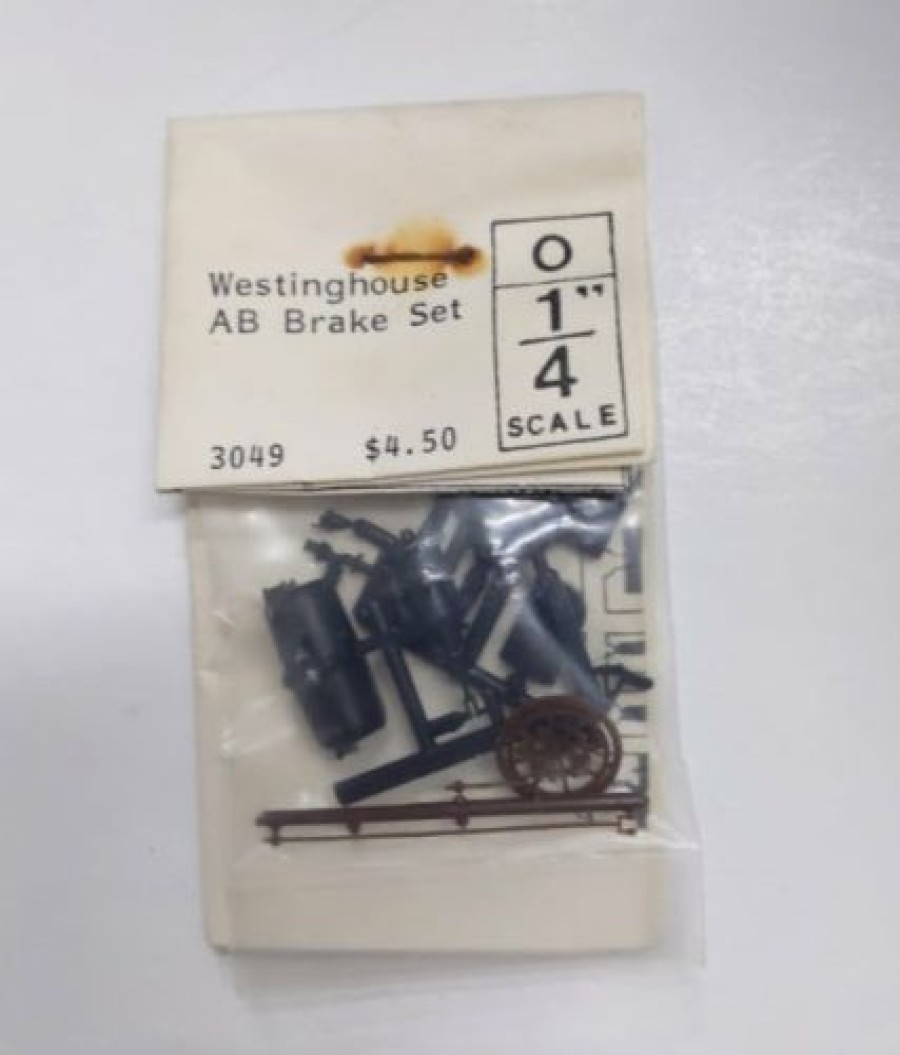 Westinghouse
AB Brake Set
3049 $4.50
O
1"
4
SCALE